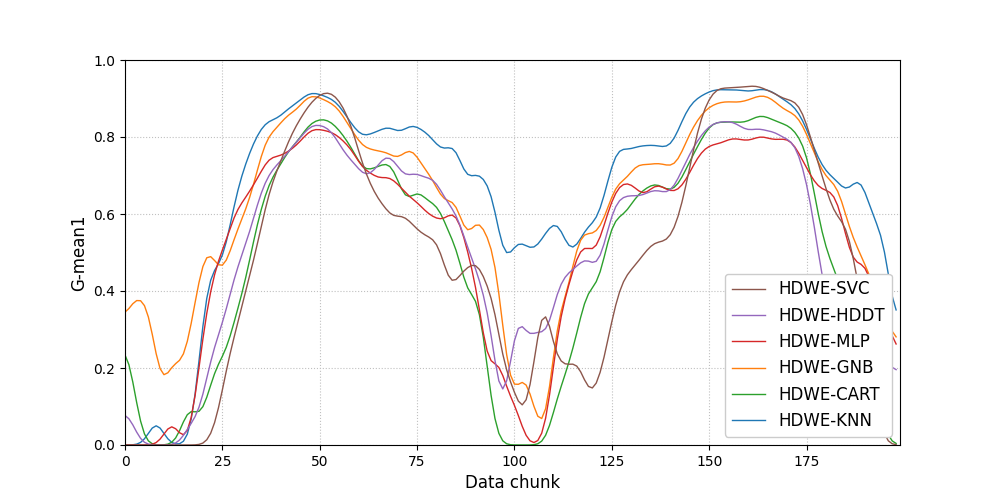 1.0
0.8
0.6
0.4
0.2
0.0
G-mean1
0 25 50 75 100 125 150 175
Data chunk
HDWE-SVC
HDWE-HDDT
HDWE-MLP
HDWE-GNB
HDWE-CART
HDWE-KNN